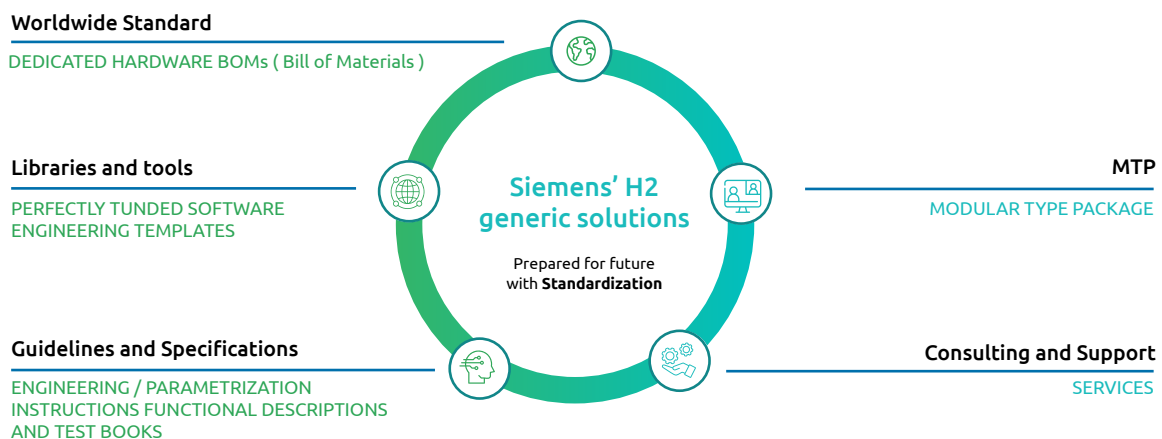 Worldwide Standard
DEDICATED HARDWARE BOMs ( Bill of Materials )
Libraries and tools
PERFECTLY TUNDED SOFTWARE
ENGINEERING TEMPLATES
Guidelines and Specifications
ENGINEERING / PARAMETRIZATION
INSTRUCTIONS FUNCTIONAL DESCRIPTIONS
AND TEST BOOKS
Siemens’ H2
generic solutions
Prepared for future
with Standardization
MTP
MODULAR TYPE PACKAGE
Consulting and Support
SERVICES